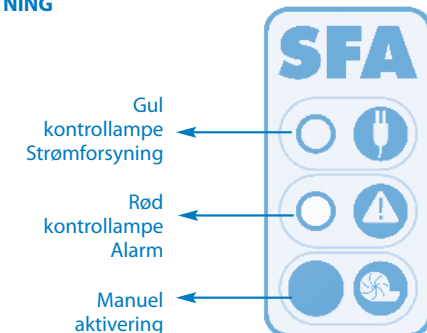 NING
SFA
Gul
kontrollampe
Strømforsyning
Rød
kontrollampe
Alarm
Manuel
aktivering